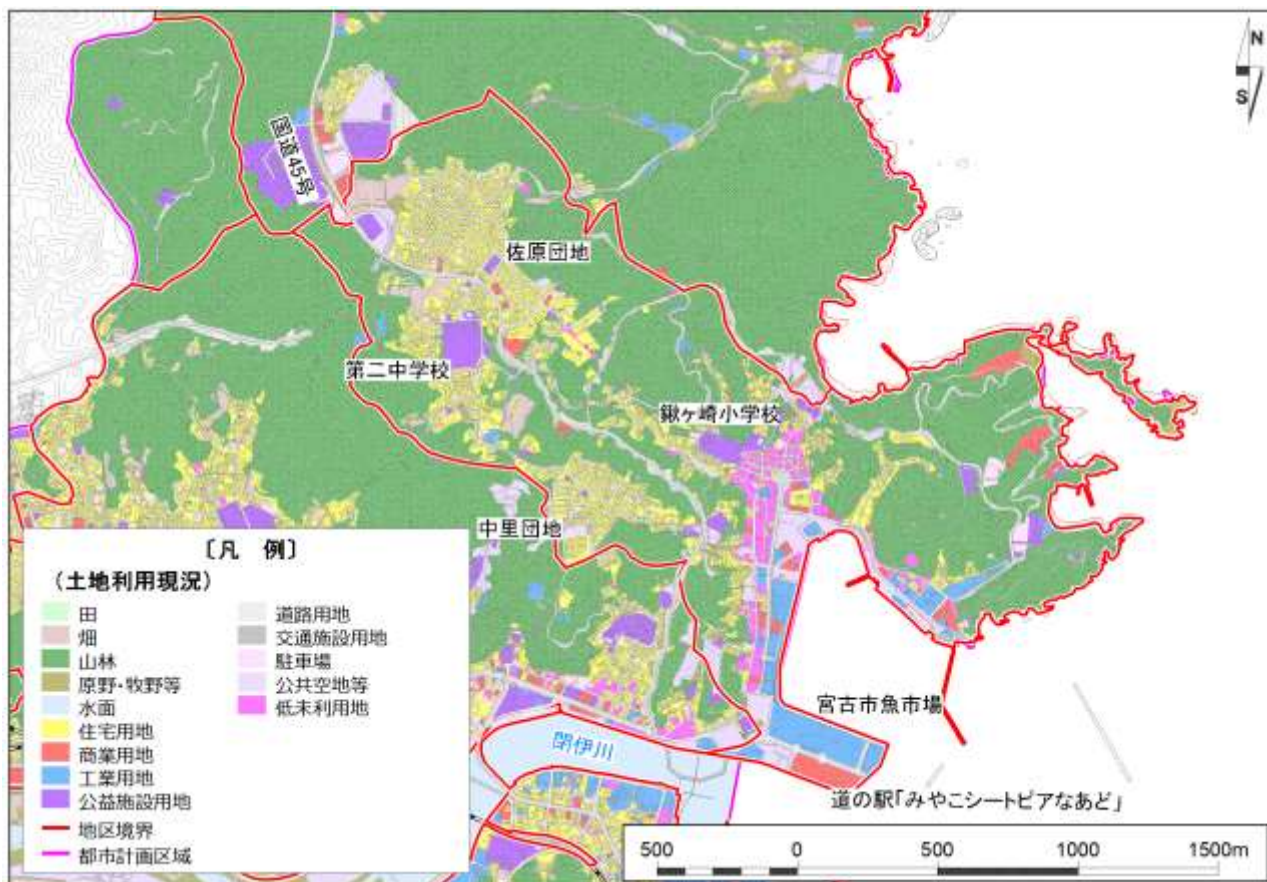 N
S
国道45号
佐原団地
第二中学校
鍬ヶ崎小学校
中里団地
〔凡 例〕
(土地利用現況)
田
畑
山林
原野・牧野等
水面
住宅用地
商業用地
工業用地
公益施設用地
地区境界
都市計画区域
道路用地
交通施設用地
駐車場
公共空地等
低未利用地
宮古市魚市場
閉伊川
道の駅「みやこシートピアなあど」
500 0 500 1000 1500m